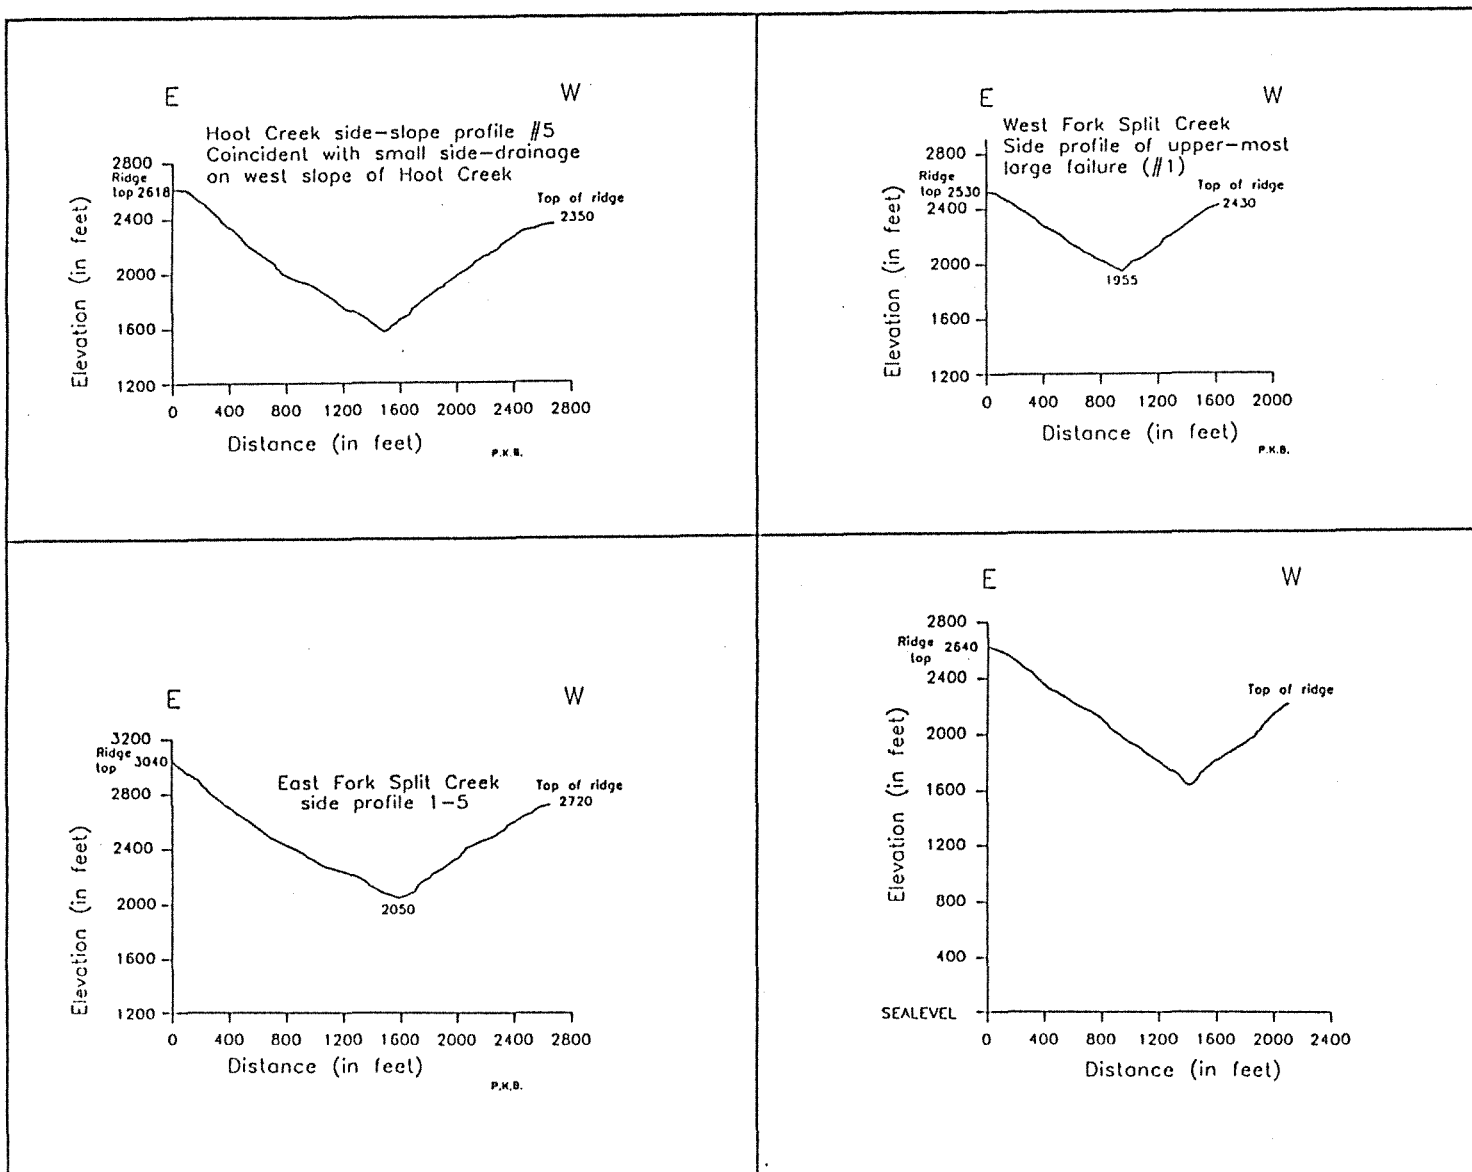 E W
Hoot Creek side-slope profile #5
Coincident with small side-drainage
on west slope of Hoot Creek
2800
Ridge
top 2618
Top of ridge
2350
2400
2000
1600
1200
Elevation (in feet)
0 400 800 1200 1600 2000 2400 2800
Distance (in feet)
P.K.B.
E W
West Fork Split Creek
Side profile of upper-most
large failure (#1)
2800
Ridge
top 2530
Top of ridge
2430
2400
2000
1955
1600
1200
Elevation (in feet)
0 400 800 1200 1600 2000
Distance (in feet)
P.K.B.
E W
3200
Ridge
top 3040
East Fork Split Creek
side profile 1-5
Top of ridge
2720
2800
2400
2000
2050
1600
1200
Elevation (in feet)
0 400 800 1200 1600 2000 2400 2800
Distance (in feet)
P.K.B.
E W
2800
Ridge 2640
top
2400
Top of ridge
2000
1600
1200
800
400
SEALEVEL
Elevation (in feet)
0 400 800 1200 1600 2000 2400
Distance (in feet)